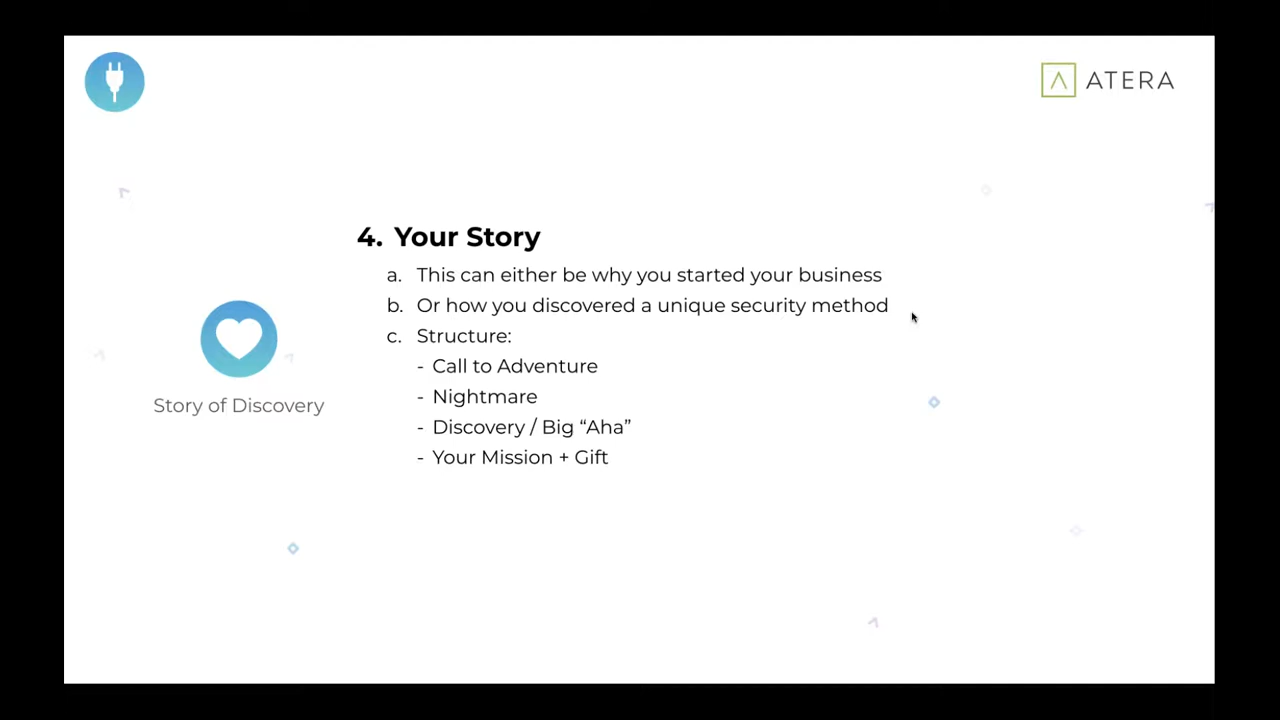 ATERA
4. Your Story
a. This can either be why you started your business
b. Or how you discovered a unique security method
c. Structure:
- Call to Adventure
- Nightmare
- Discovery / Big “Aha”
- Your Mission + Gift
Story of Discovery